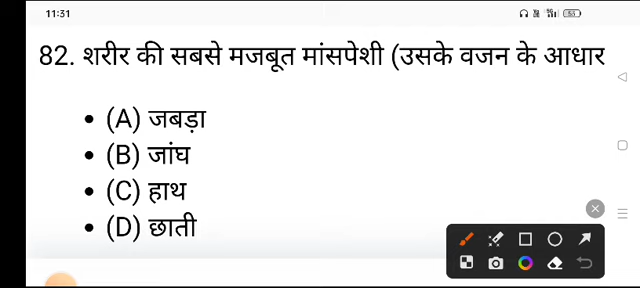 11:31
82. शरीर की सबसे मजबूत मांसपेशी (उसके वजन के आधार
• (A) जबड़ा
• (B) जांघ
• (C) हाथ
• (D) छाती